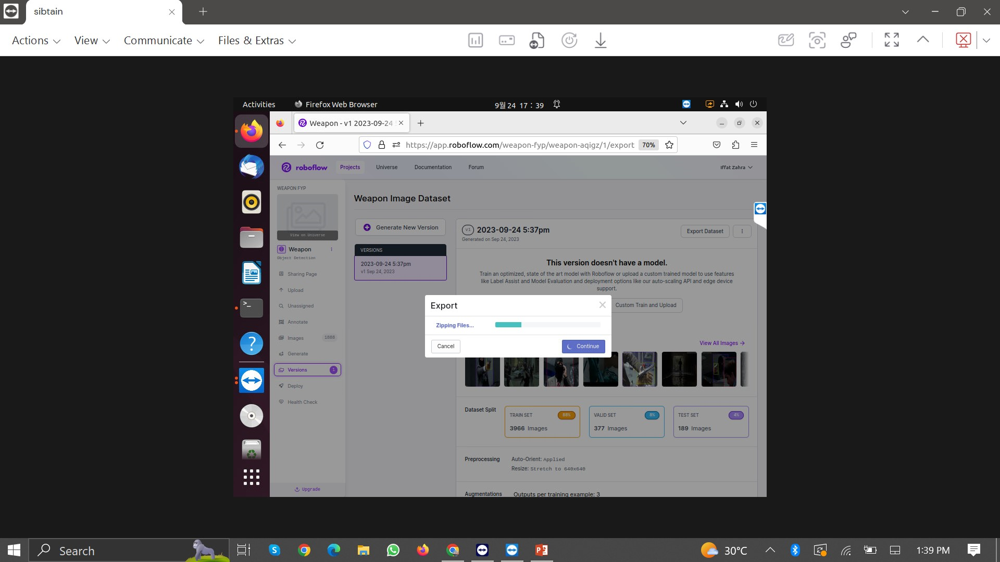 sibtain
Actions
View
Communicate
Files & Extras
Activities
Firefox Web Browser
9월 24 17 : 39
Weapon - v1 2023-09-24
https://app.roboflow.com/weapon-fyp/weapon-aqigz/1/export
70%
roboflow
Projects
Universe
Documentation
Forum
Iffat Zahra
WEAPON FYP
View on Universe
Weapon
Object Detection
Sharing Page
Upload
Unassigned
Annotate
Images 1886
Generate
Versions 1
Deploy
Health Check
Upgrade
Weapon Image Dataset
Generate New Version
VERSIONS
2023-09-24 5:37pm
v1 Sep 24, 2023
v1 2023-09-24 5:37pm
Generated on Sep 24, 2023
Export Dataset
This version doesn't have a model.
Train an optimized, state of the art model with Roboflow or upload a custom trained model to use features
like Label Assist and Model Evaluation and deployment options like our auto-scaling API and edge device
support.
Custom Train and Upload
Export
Zipping Files...
Cancel
Continue
View All Images →
Dataset Split
TRAIN SET 88%
3966 Images
VALID SET 8%
377 Images
TEST SET 4%
189 Images
Preprocessing
Auto-Orient: Applied
Resize: Stretch to 640x640
Augmentations
Outputs per training example: 3
Search
30°C
1:39 PM